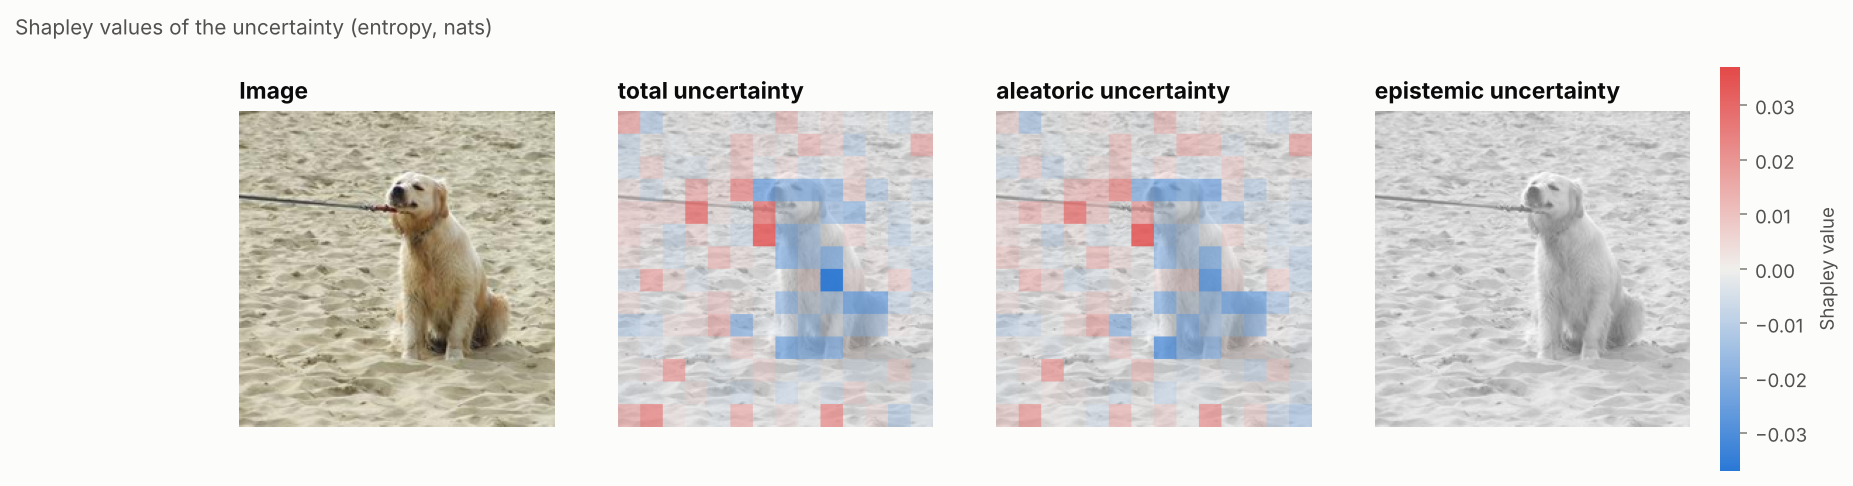 Shapley values of the uncertainty (entropy, nats)
Image
total uncertainty
aleatoric uncertainty
epistemic uncertainty
0.03
0.02
0.01
0.00
−0.01
−0.02
−0.03
Shapley value